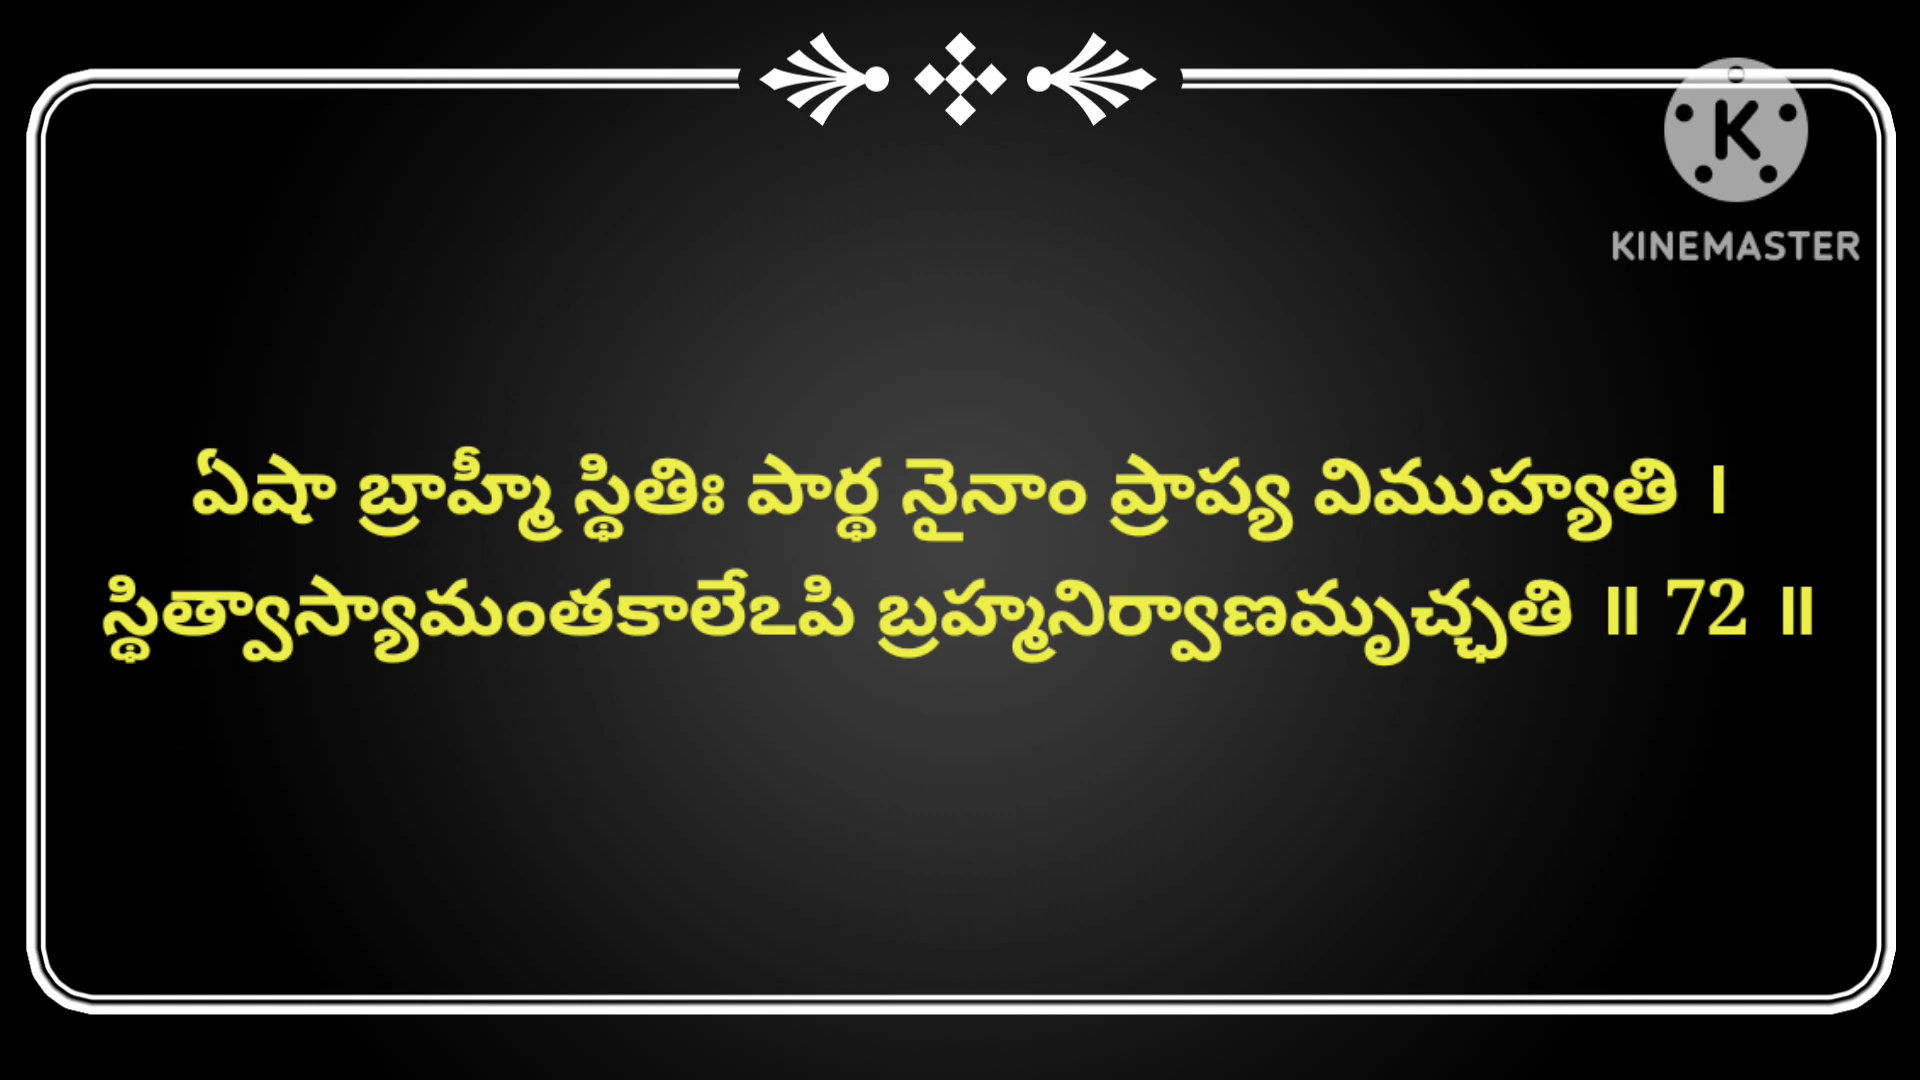 KINEMASTER
ఏషా బ్రాహ్మీ స్థితిః పార్థ నైనాం ప్రాప్య విముహ్యతి ।
స్థిత్వాస్యామంతకాలేఽపి బ్రహ్మనిర్వాణమృచ్ఛతి ॥ 72 ॥